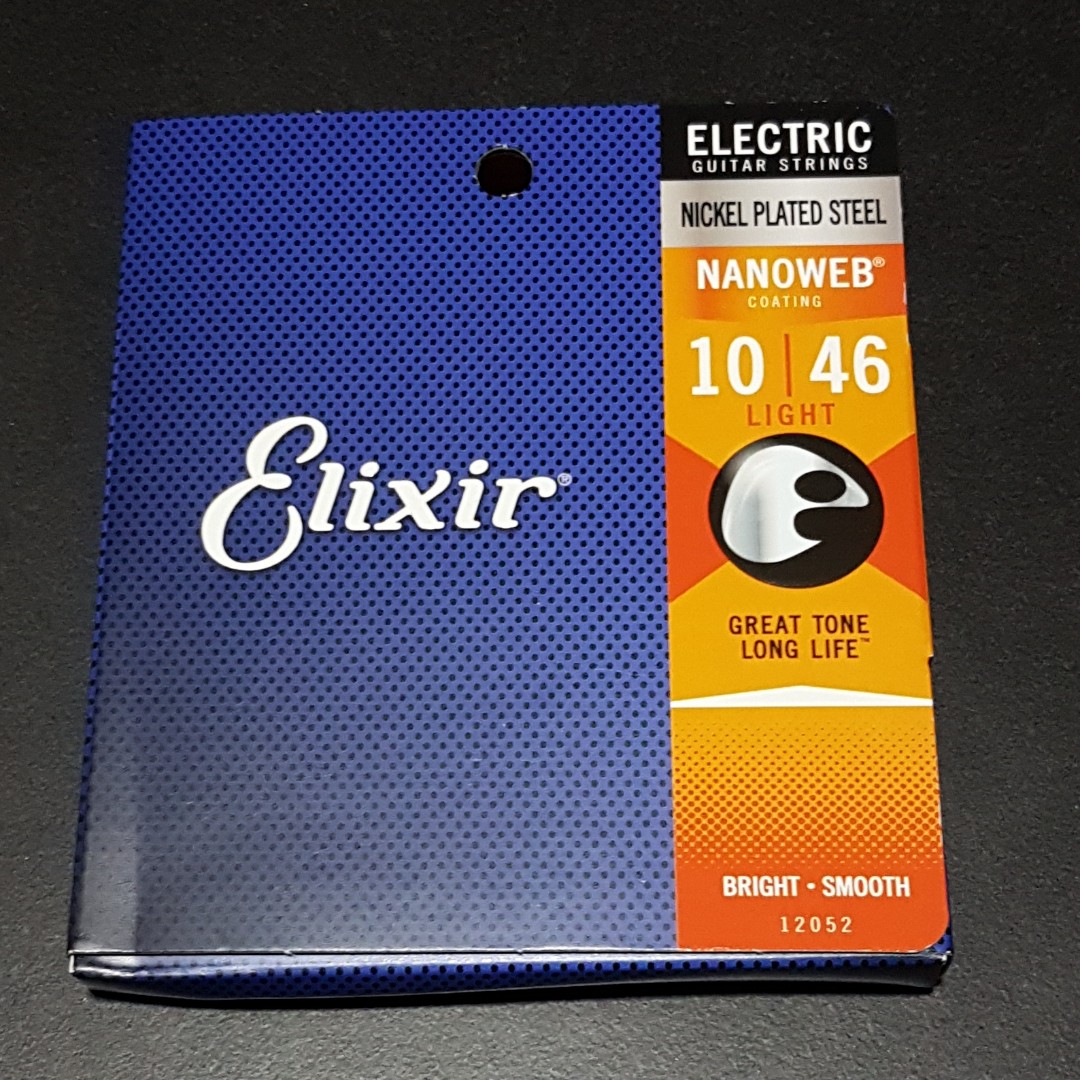 Elixir®
ELECTRIC
GUITAR STRINGS
NICKEL PLATED STEEL
NANOWEB®
COATING
10 | 46
LIGHT
GREAT TONE
LONG LIFE™
BRIGHT • SMOOTH
12052